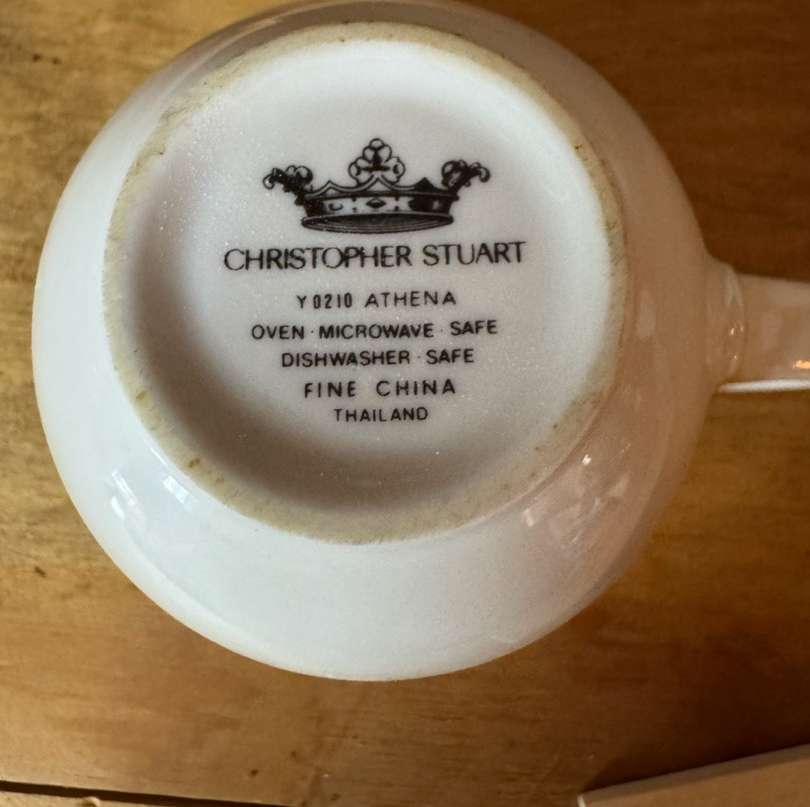 CHRISTOPHER STUART
Y0210 ATHENA
OVEN · MICROWAVE · SAFE
DISHWASHER · SAFE
FINE CHINA
THAILAND